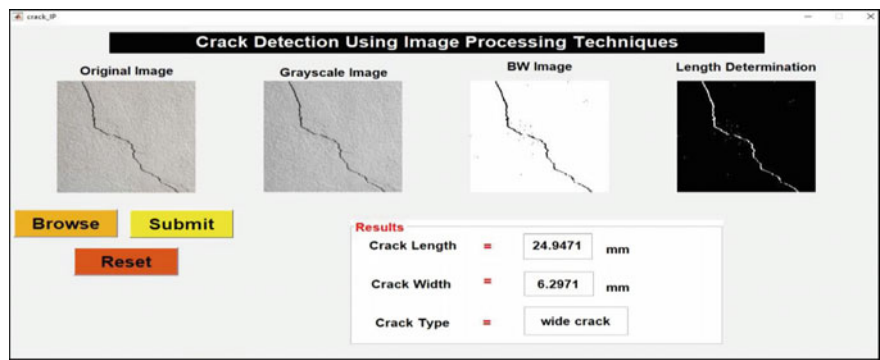 crack_IP
Crack Detection Using Image Processing Techniques
Original Image
Grayscale Image
BW Image
Length Determination
Browse
Submit
Reset
Results
Crack Length = 24.9471 mm
Crack Width = 6.2971 mm
Crack Type = wide crack